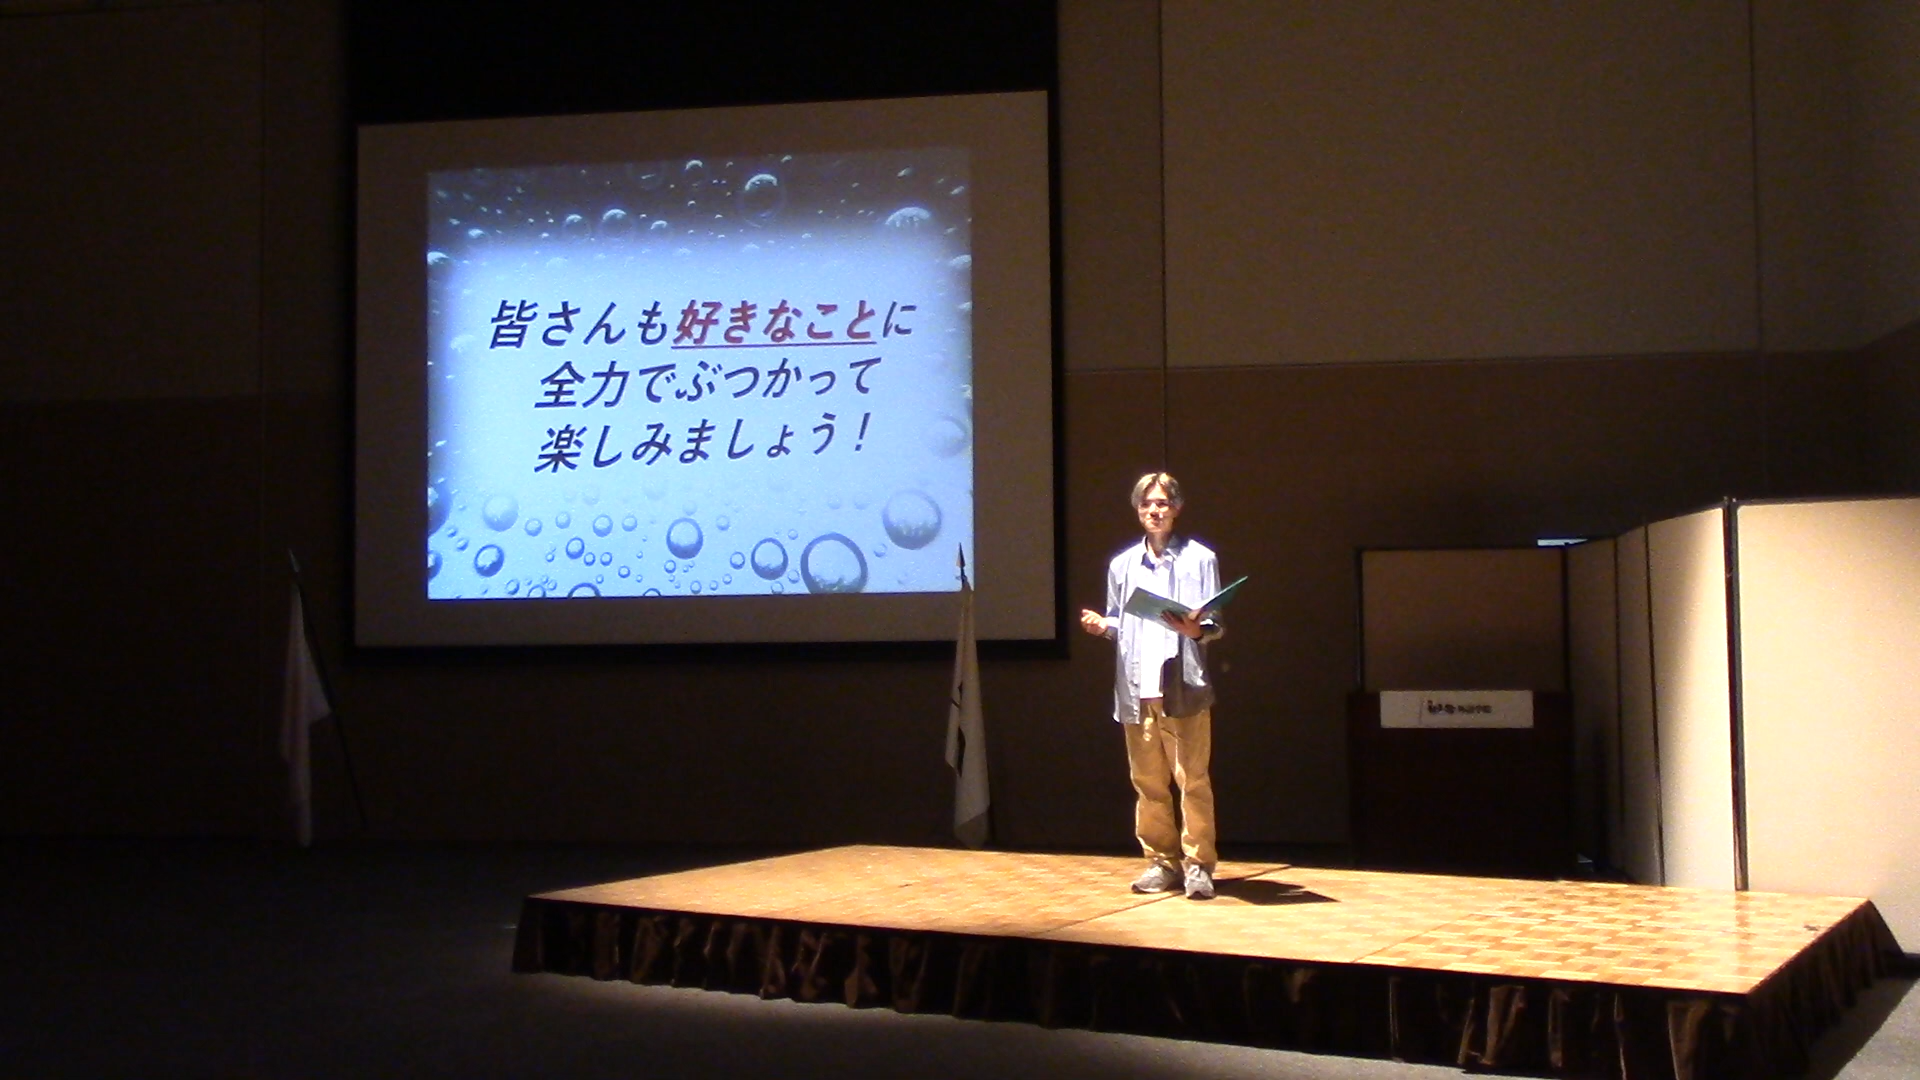 皆さんも好きなことに
全力でぶつかって
楽しみましょう！